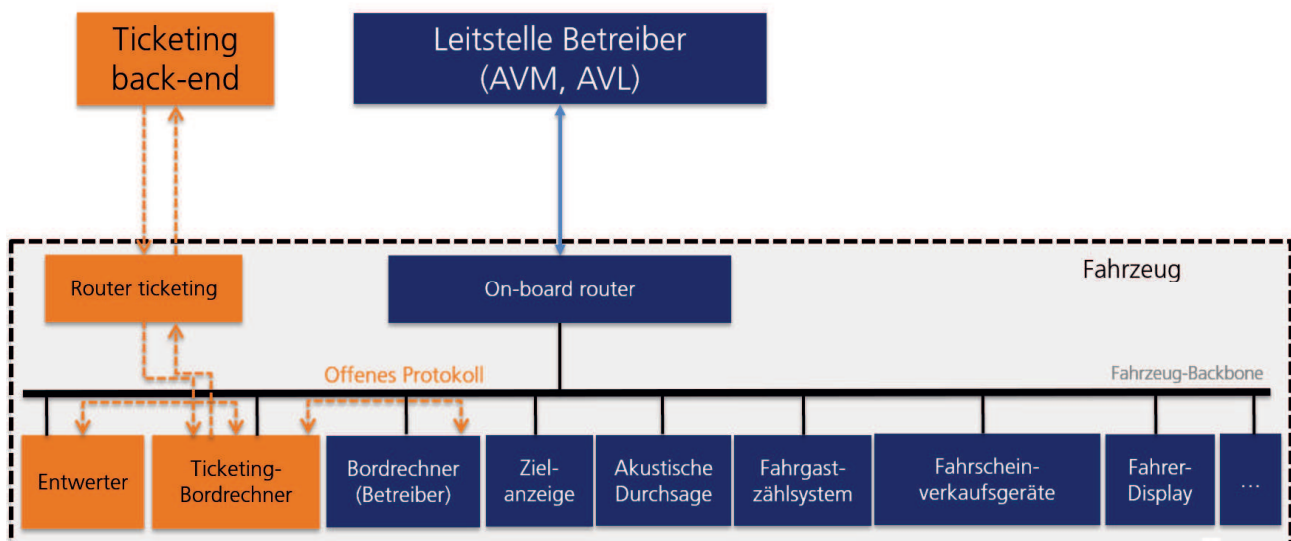 Ticketing
back-end
Leitstelle Betreiber
(AVM, AVL)
Fahrzeug
Router ticketing
On-board router
Offenes Protokoll
Fahrzeug-Backbone
Entwerter
Ticketing-
Bordrechner
Bordrechner
(Betreiber)
Ziel-
anzeige
Akustische
Durchsage
Fahrgast-
zählsystem
Fahrschein-
verkaufsgeräte
Fahrer-
Display
...